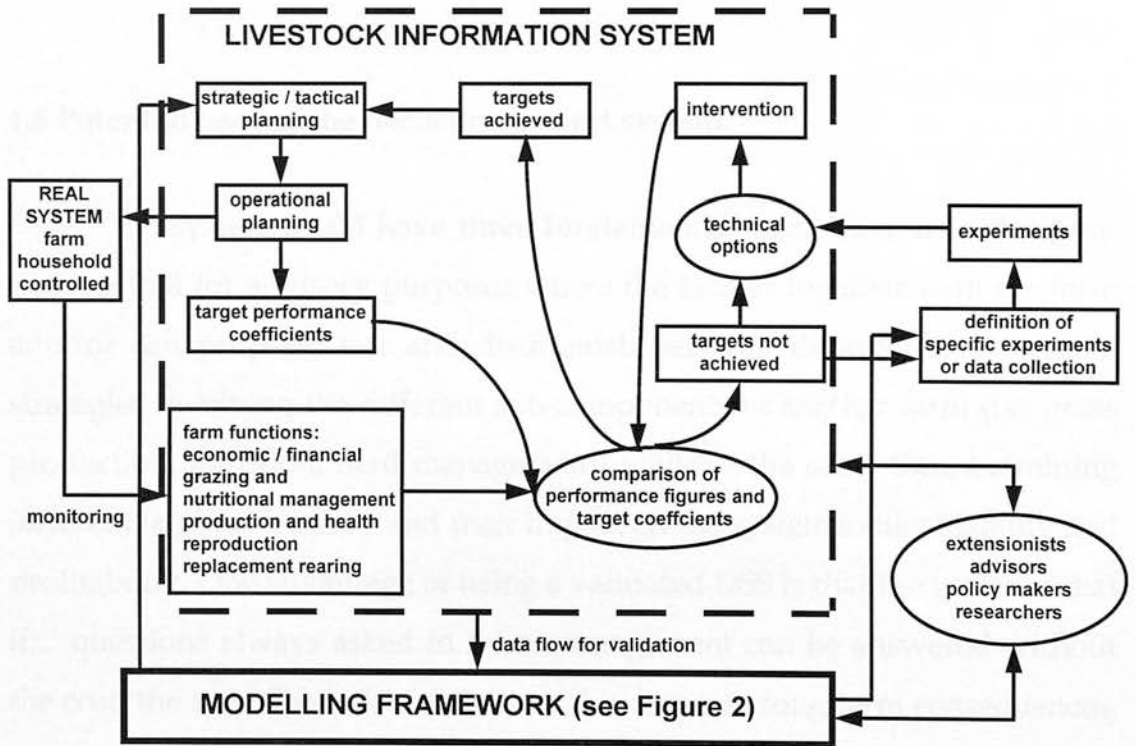 LIVESTOCK INFORMATION SYSTEM
strategic / tactical
planning
targets
achieved
intervention
REAL
SYSTEM
farm
household
controlled
operational
planning
technical
options
experiments
target performance
coefficients
targets not
achieved
definition of
specific experiments
or data collection
farm functions:
economic / financial
grazing and
nutritional management
production and health
reproduction
replacement rearing
monitoring
comparison of
performance figures and
target coefficients
extensionists
advisors
policy makers
researchers
data flow for validation
MODELLING FRAMEWORK (see Figure 2)